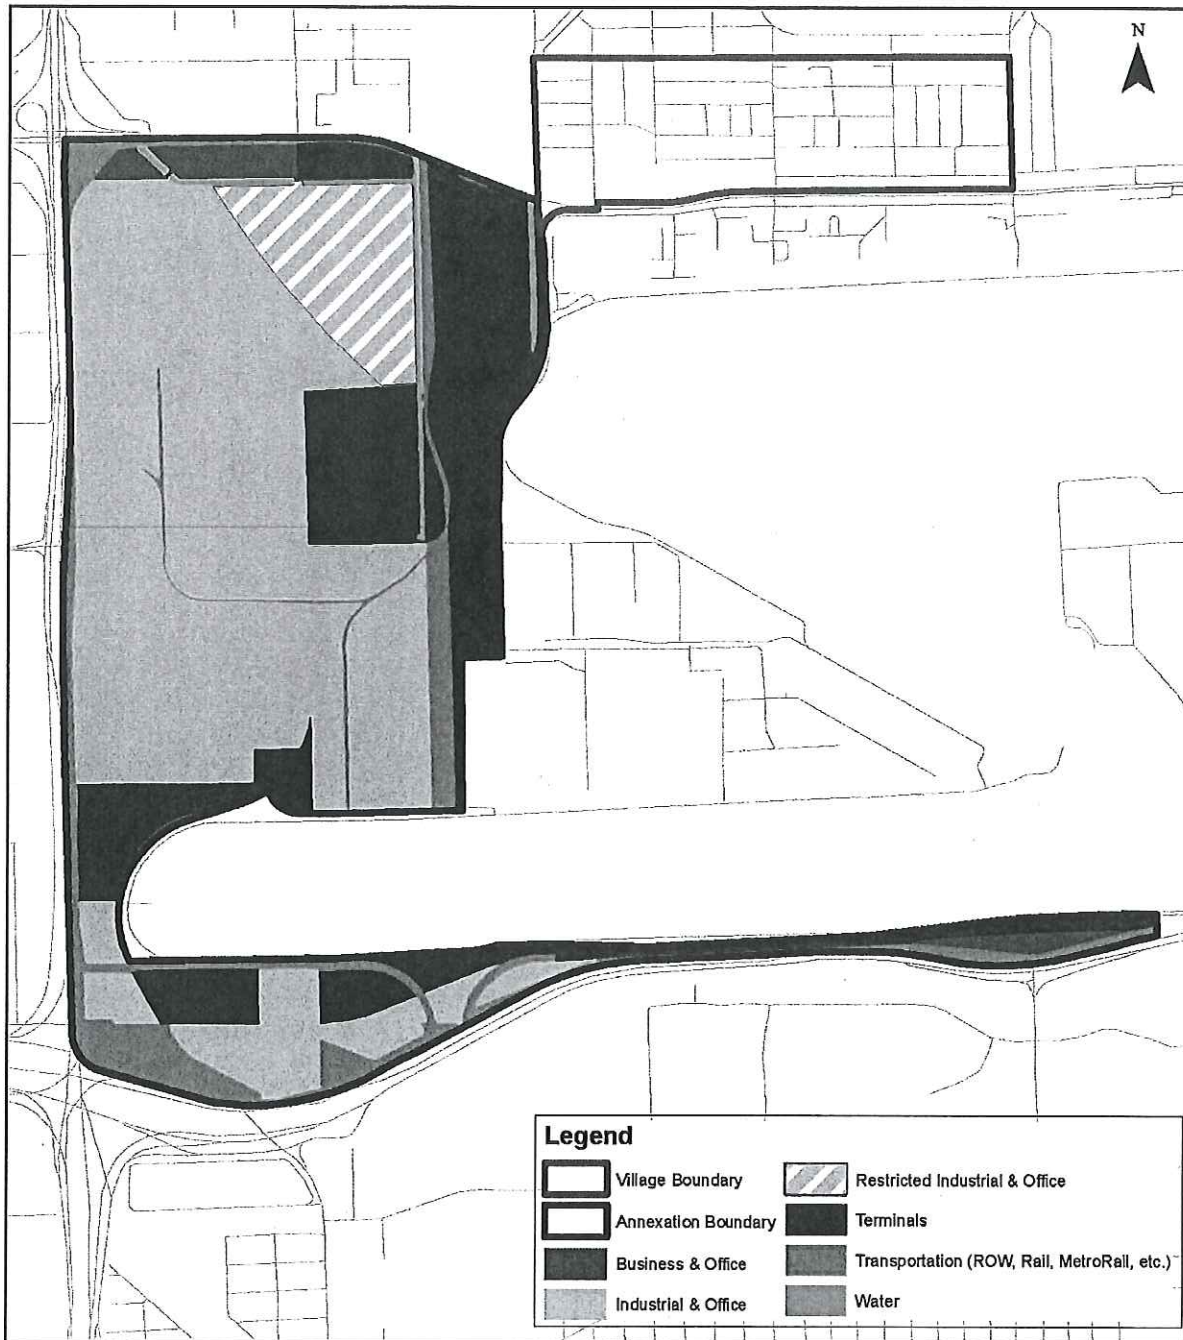 N
Legend
Village Boundary
Annexation Boundary
Business & Office
Industrial & Office
Restricted Industrial & Office
Terminals
Transportation (ROW, Rail, MetroRail, etc.)
Water